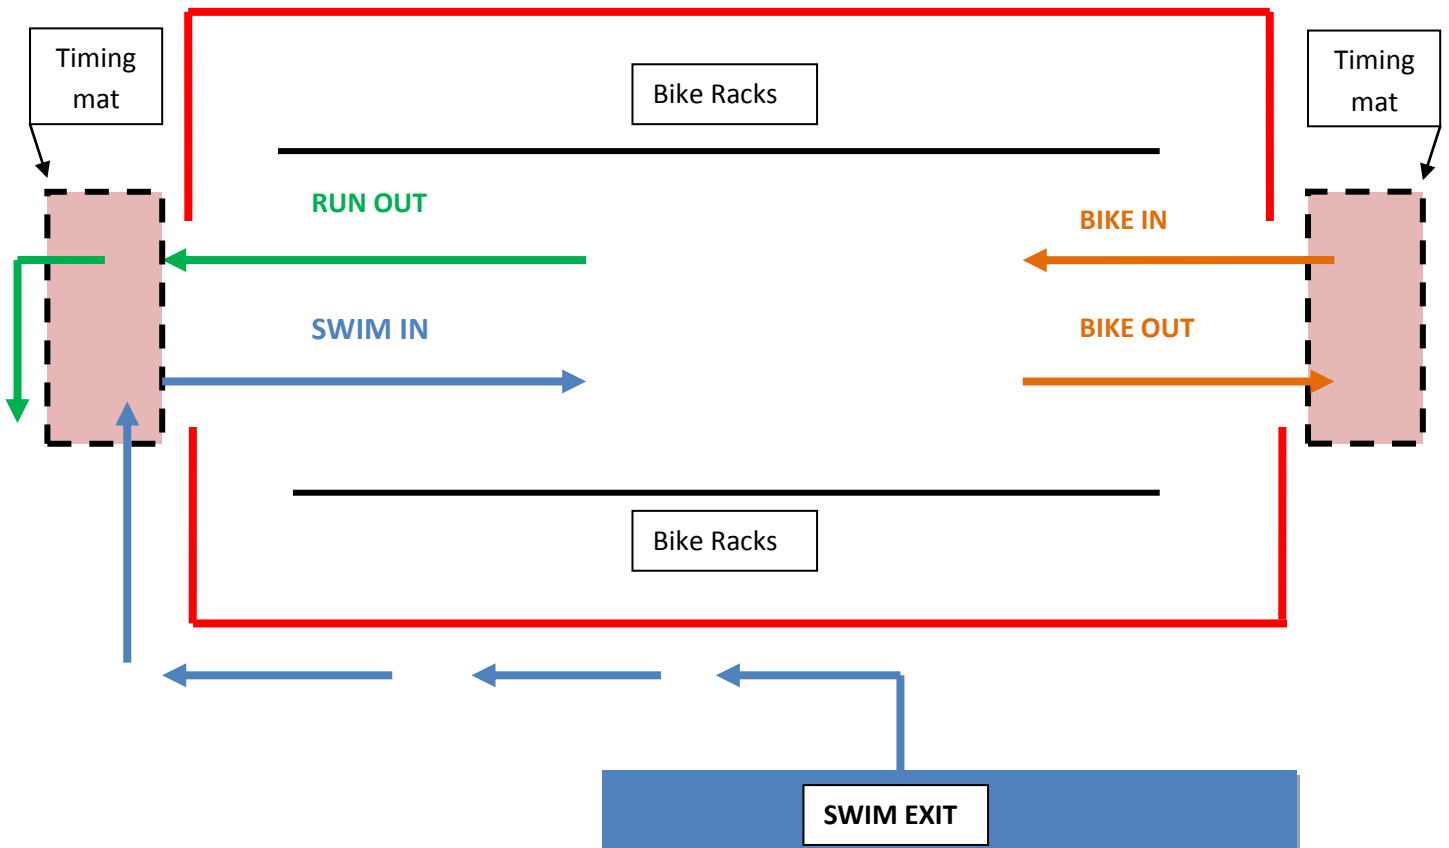 Timing
mat
Bike Racks
Timing
mat
RUN OUT
BIKE IN
SWIM IN
BIKE OUT
Bike Racks
SWIM EXIT